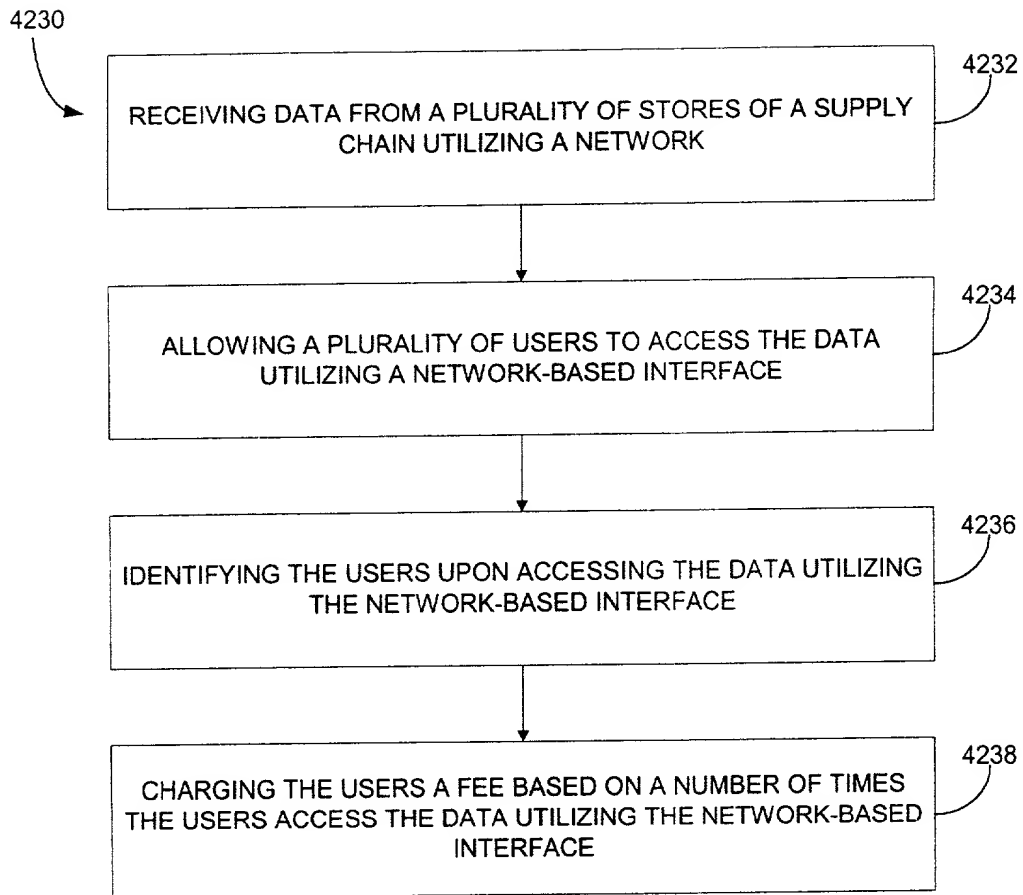 4230
4232
RECEIVING DATA FROM A PLURALITY OF STORES OF A SUPPLY
CHAIN UTILIZING A NETWORK
4234
ALLOWING A PLURALITY OF USERS TO ACCESS THE DATA
UTILIZING A NETWORK-BASED INTERFACE
4236
IDENTIFYING THE USERS UPON ACCESSING THE DATA UTILIZING
THE NETWORK-BASED INTERFACE
4238
CHARGING THE USERS A FEE BASED ON A NUMBER OF TIMES
THE USERS ACCESS THE DATA UTILIZING THE NETWORK-BASED
INTERFACE